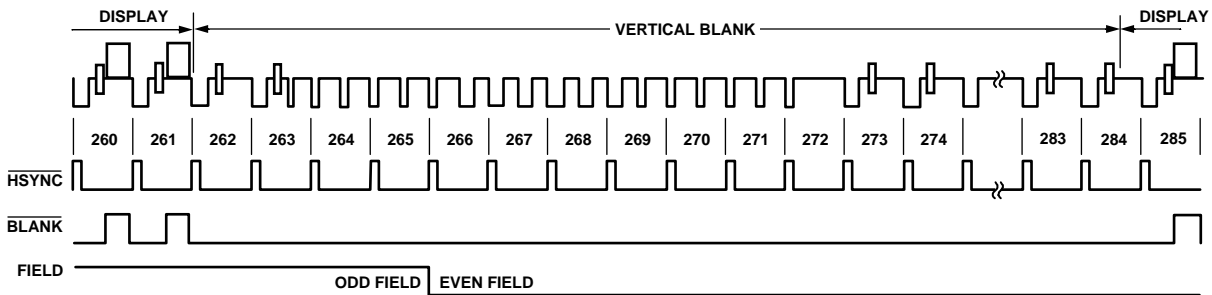 DISPLAY VERTICAL BLANK DISPLAY
260 261 262 263 264 265 266 267 268 269 270 271 272 273 274 283 284 285
HSYNC
BLANK
FIELD ODD FIELD EVEN FIELD